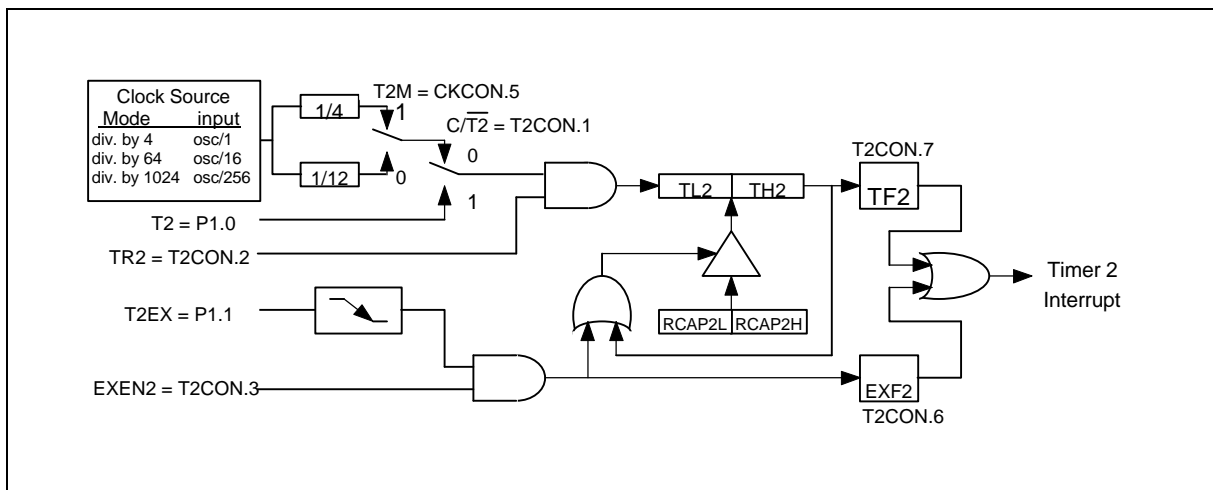 Clock Source
Mode input
div. by 4 osc/1
div. by 64 osc/16
div. by 1024 osc/256
1/4
1/12
T2M = CKCON.5
1
0
C/T2 = T2CON.1
0
1
T2 = P1.0
TR2 = T2CON.2
T2EX = P1.1
EXEN2 = T2CON.3
TL2 TH2
RCAP2L RCAP2H
T2CON.7
TF2
EXF2
T2CON.6
Timer 2
Interrupt